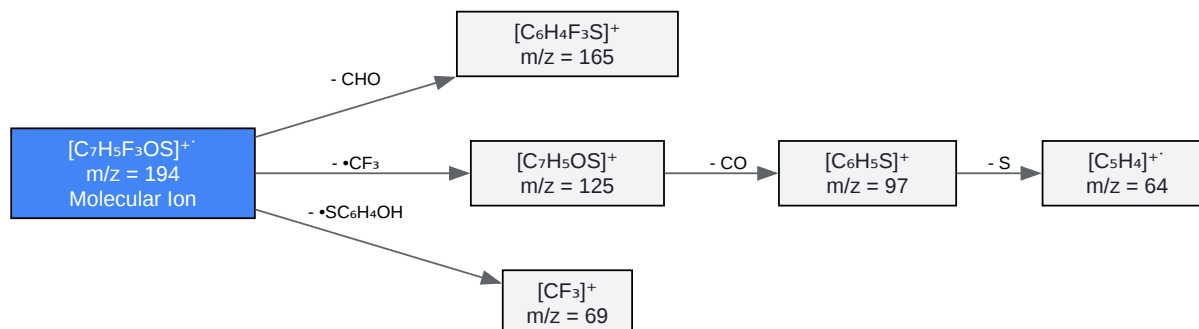 [C₆H₄F₃S]⁺
m/z = 165
- CHO
[C₇H₅F₃OS]⁺˙
m/z = 194
Molecular Ion
- •CF₃
[C₇H₅OS]⁺
m/z = 125
- CO
[C₆H₅S]⁺
m/z = 97
- S
[C₅H₄]⁺˙
m/z = 64
- •SC₆H₄OH
[CF₃]⁺
m/z = 69